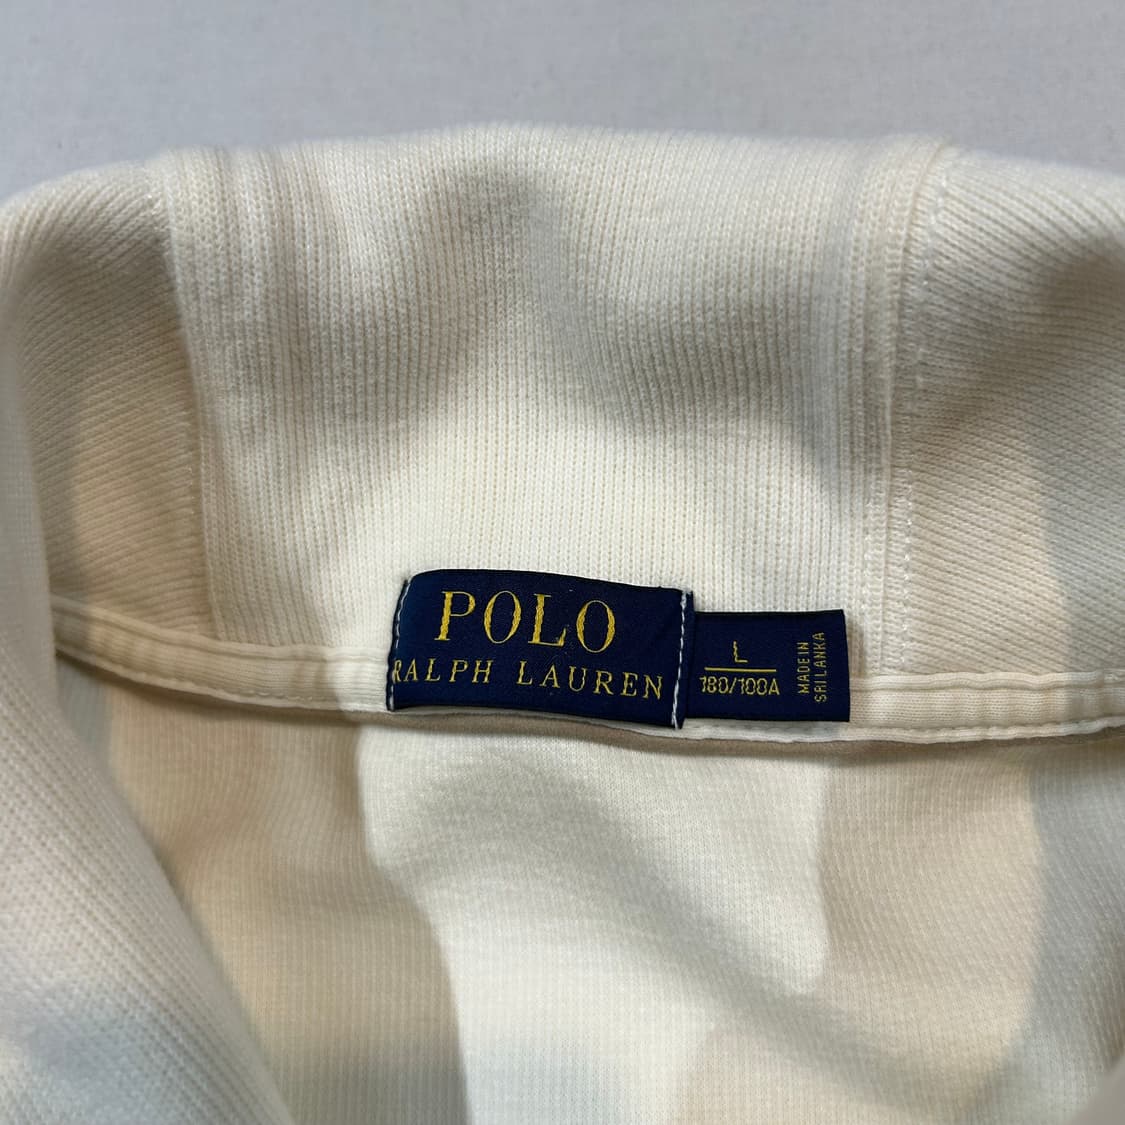 POLO
RALPH LAUREN
L
180/100A
MADE IN
SRI LANKA